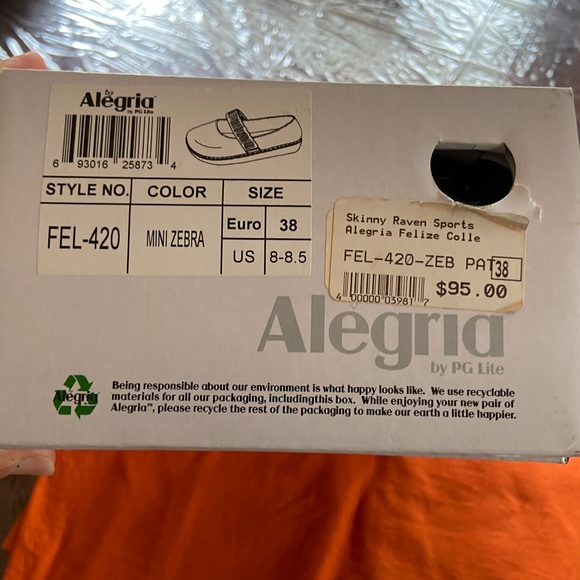 by
Alegria
by PG Lite
6 93016 25873 4
STYLE NO. COLOR SIZE
FEL-420 MINI ZEBRA Euro 38
US 8-8.5
Skinny Raven Sports
Alegria Felize Colle
FEL-420-ZEB PAT 38
4 00000 03981 7
$95.00
Alegria
by PG Lite
Alegria
Being responsible about our environment is what happy looks like. We use recyclable
materials for all our packaging, includingthis box. While enjoying your new pair of
Alegria™, please recycle the rest of the packaging to make our earth a little happier.